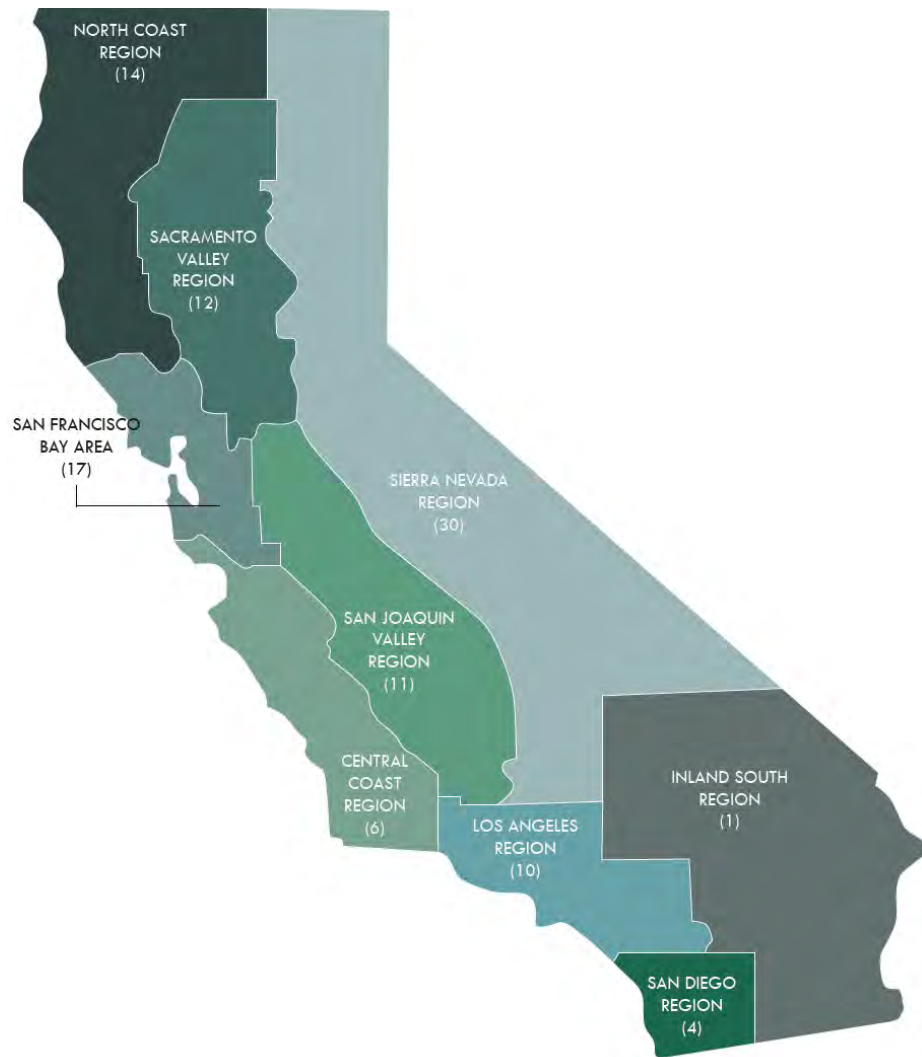 NORTH COAST
REGION
(14)
SACRAMENTO
VALLEY
REGION
(12)
SAN FRANCISCO
BAY AREA
(17)
SIERRA NEVADA
REGION
(30)
SAN JOAQUIN
VALLEY
REGION
(11)
CENTRAL
COAST
REGION
(6)
LOS ANGELES
REGION
(10)
INLAND SOUTH
REGION
(1)
SAN DIEGO
REGION
(4)